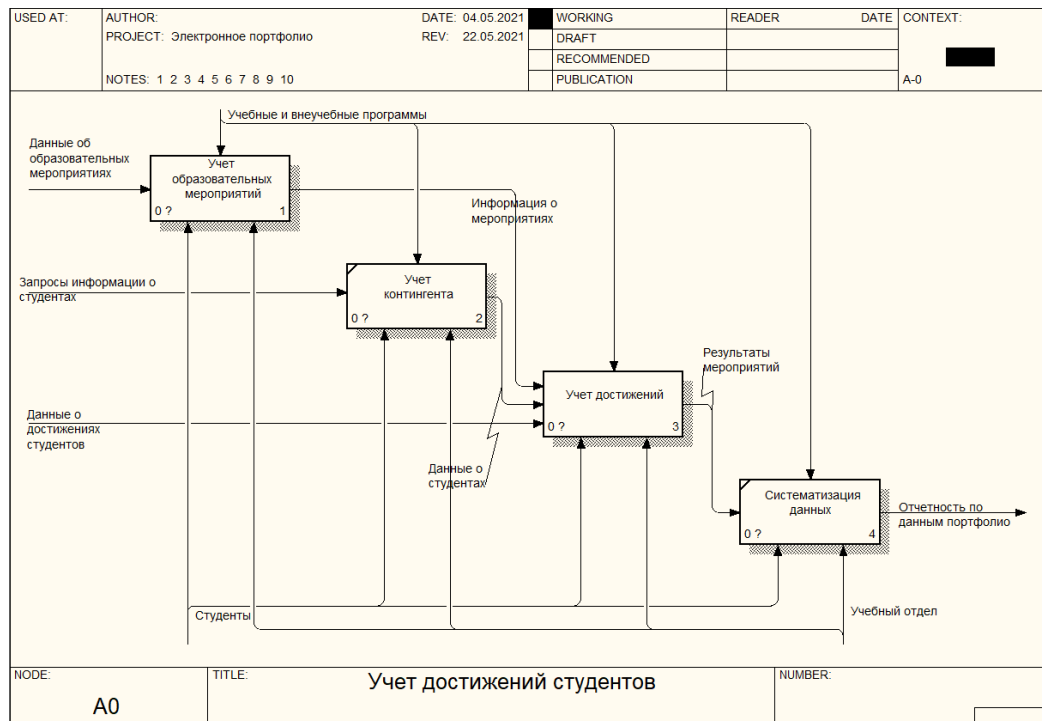 USED AT:
AUTHOR:
DATE: 04.05.2021
WORKING
READER
DATE
CONTEXT:
PROJECT: Электронное портфолио
REV: 22.05.2021
DRAFT
RECOMMENDED
NOTES: 1 2 3 4 5 6 7 8 9 10
PUBLICATION
A-0
Учебные и внеучебные программы
Данные об
образовательных
мероприятиях
Учет
образовательных
мероприятий
0 ?
1
Информация о
мероприятиях
Запросы информации о
студентах
Учет
контингента
0 ?
2
Результаты
мероприятий
Учет достижений
0 ?
3
Данные о
достижениях
студентов
Данные о
студентах
Систематизация
данных
0 ?
4
Отчетность по
данным портфолио
Студенты
Учебный отдел
NODE:
A0
TITLE:
Учет достижений студентов
NUMBER: